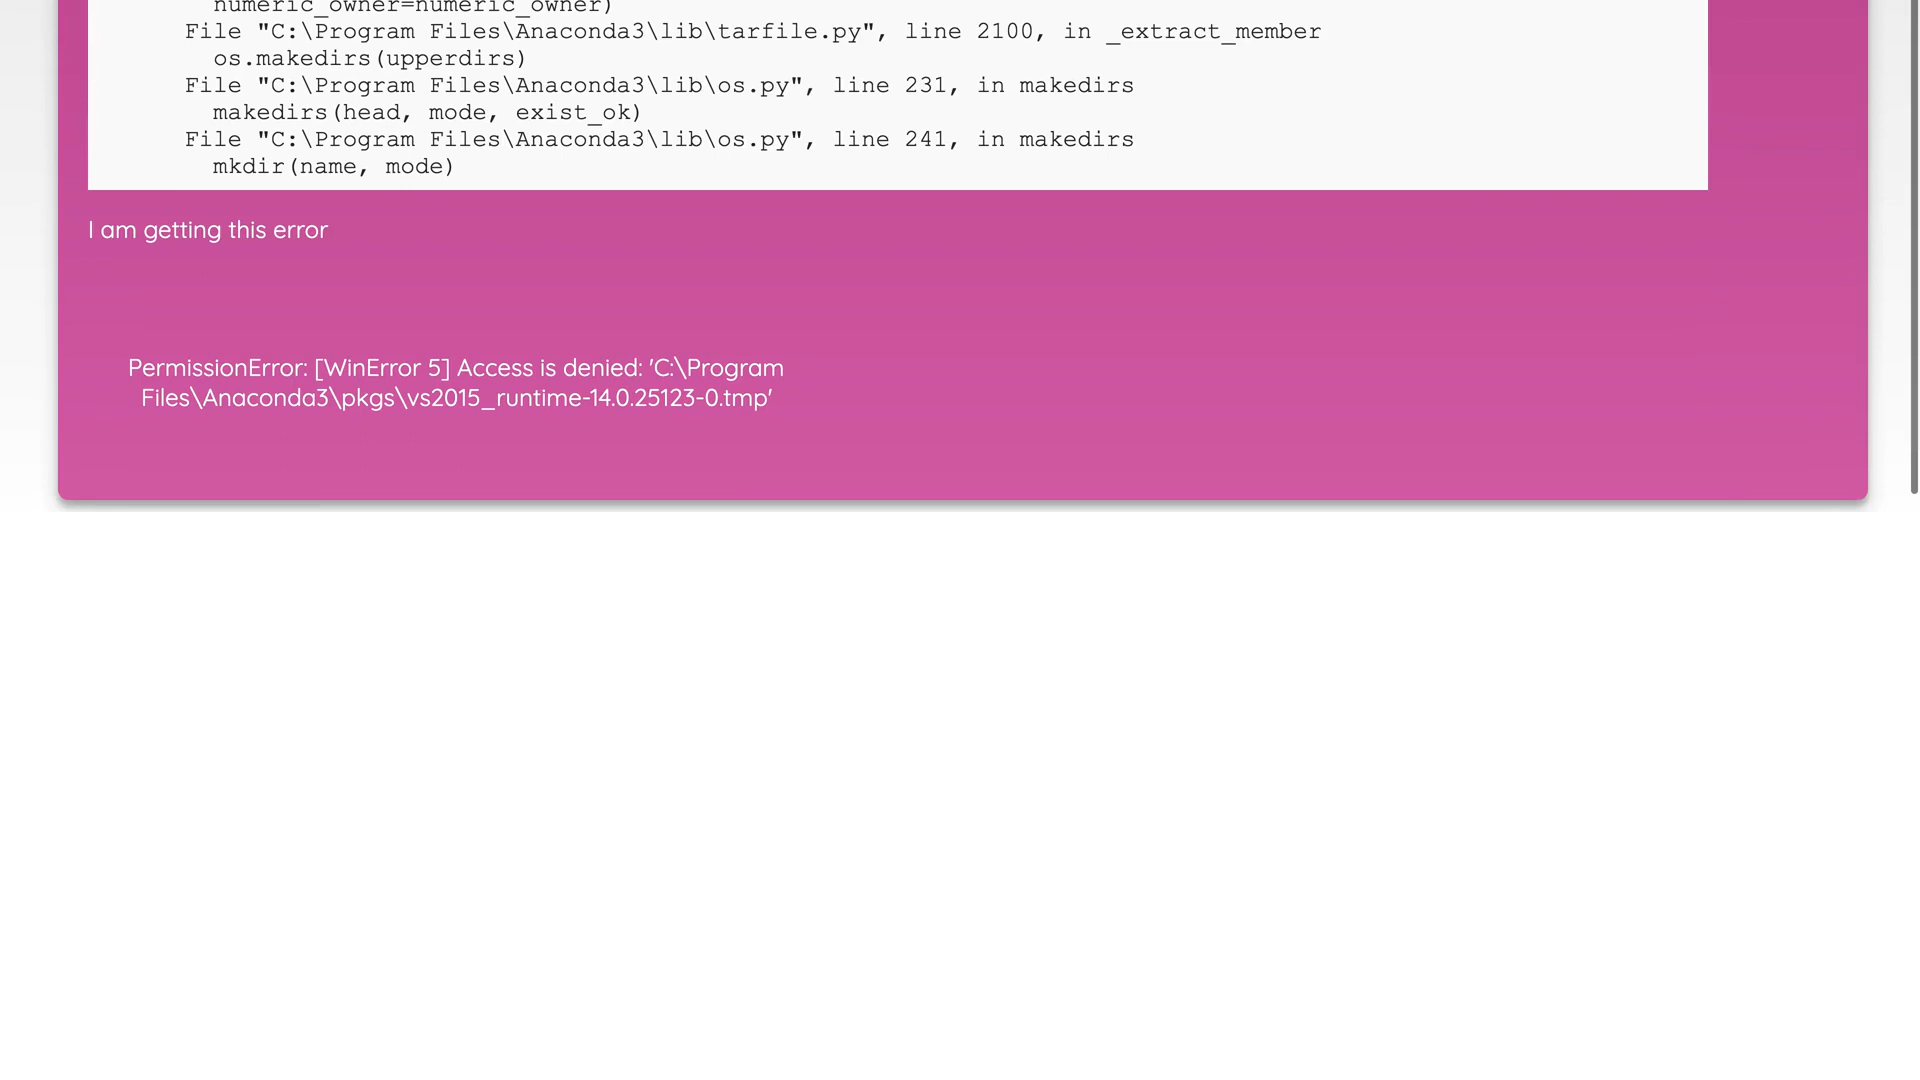 numeric_owner=numeric_owner)
File "C:\Program Files\Anaconda3\lib\tarfile.py", line 2100, in _extract_member
os.makedirs(upperdirs)
File "C:\Program Files\Anaconda3\lib\os.py", line 231, in makedirs
makedirs(head, mode, exist_ok)
File "C:\Program Files\Anaconda3\lib\os.py", line 241, in makedirs
mkdir(name, mode)
I am getting this error
PermissionError: [WinError 5] Access is denied: 'C:\Program
Files\Anaconda3\pkgs\vs2015_runtime-14.0.25123-0.tmp'